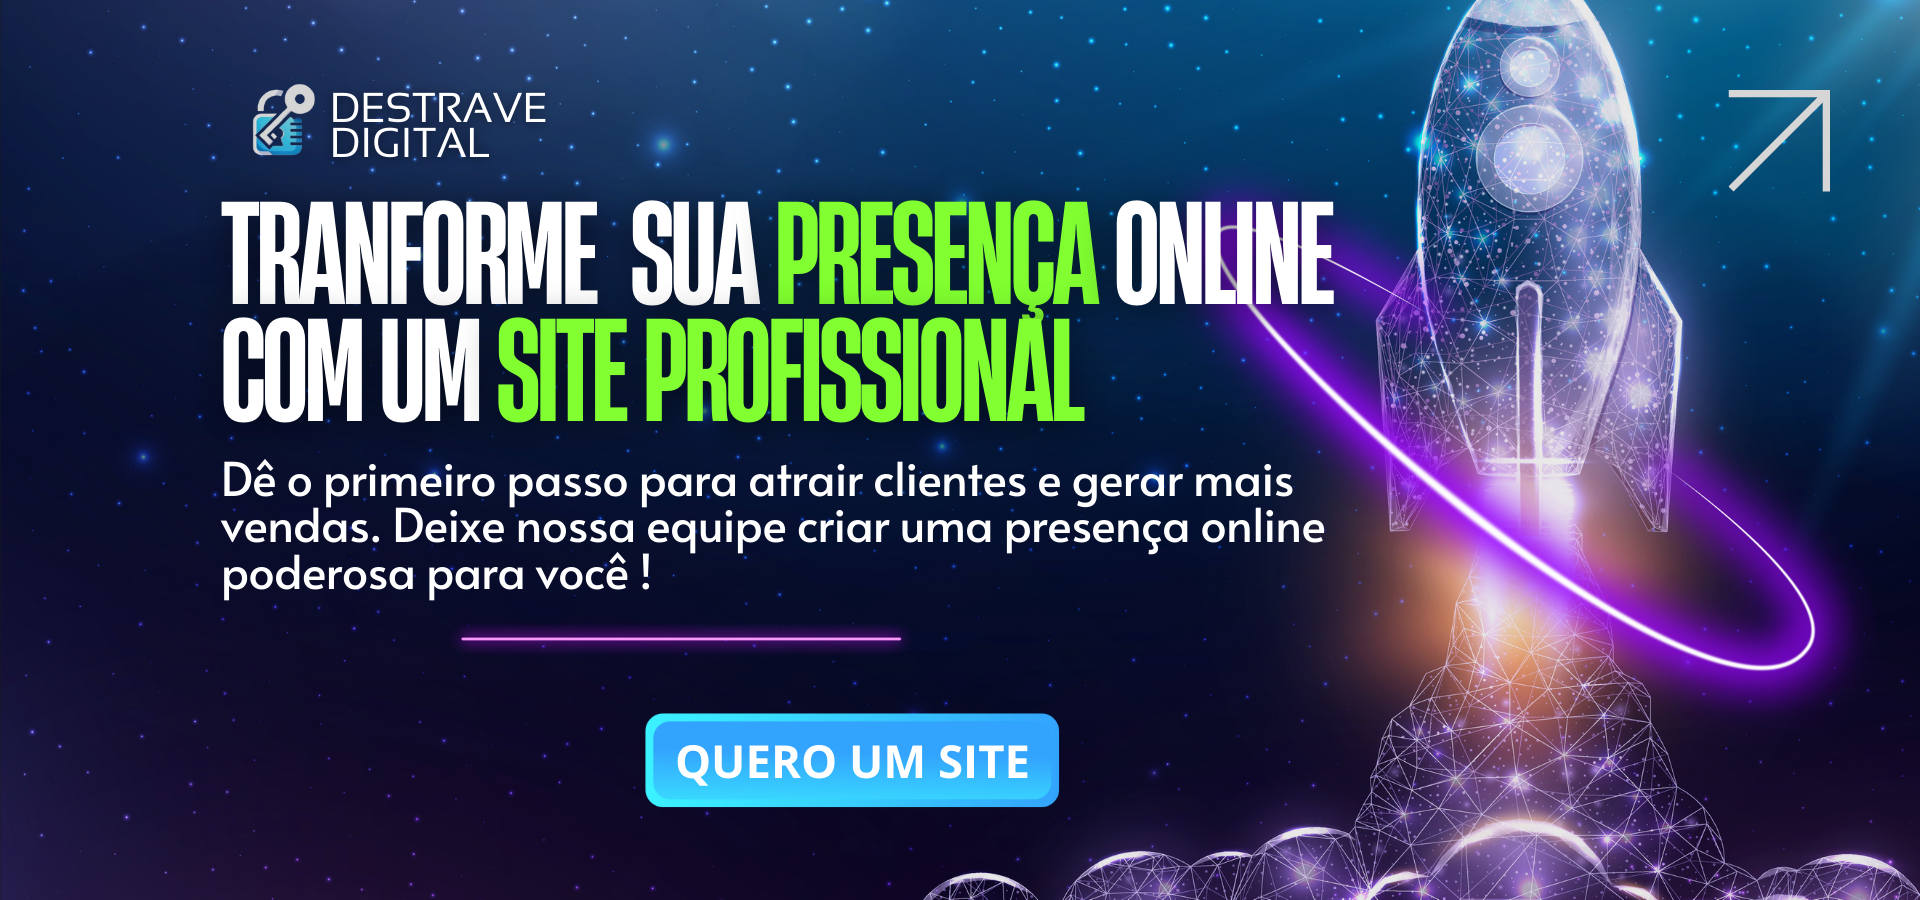 DESTRAVE
DIGITAL
TRANFORME SUA PRESENÇA ONLINE
COM UM SITE PROFISSIONAL
Dê o primeiro passo para atrair clientes e gerar mais
vendas. Deixe nossa equipe criar uma presença online
poderosa para você !
QUERO UM SITE